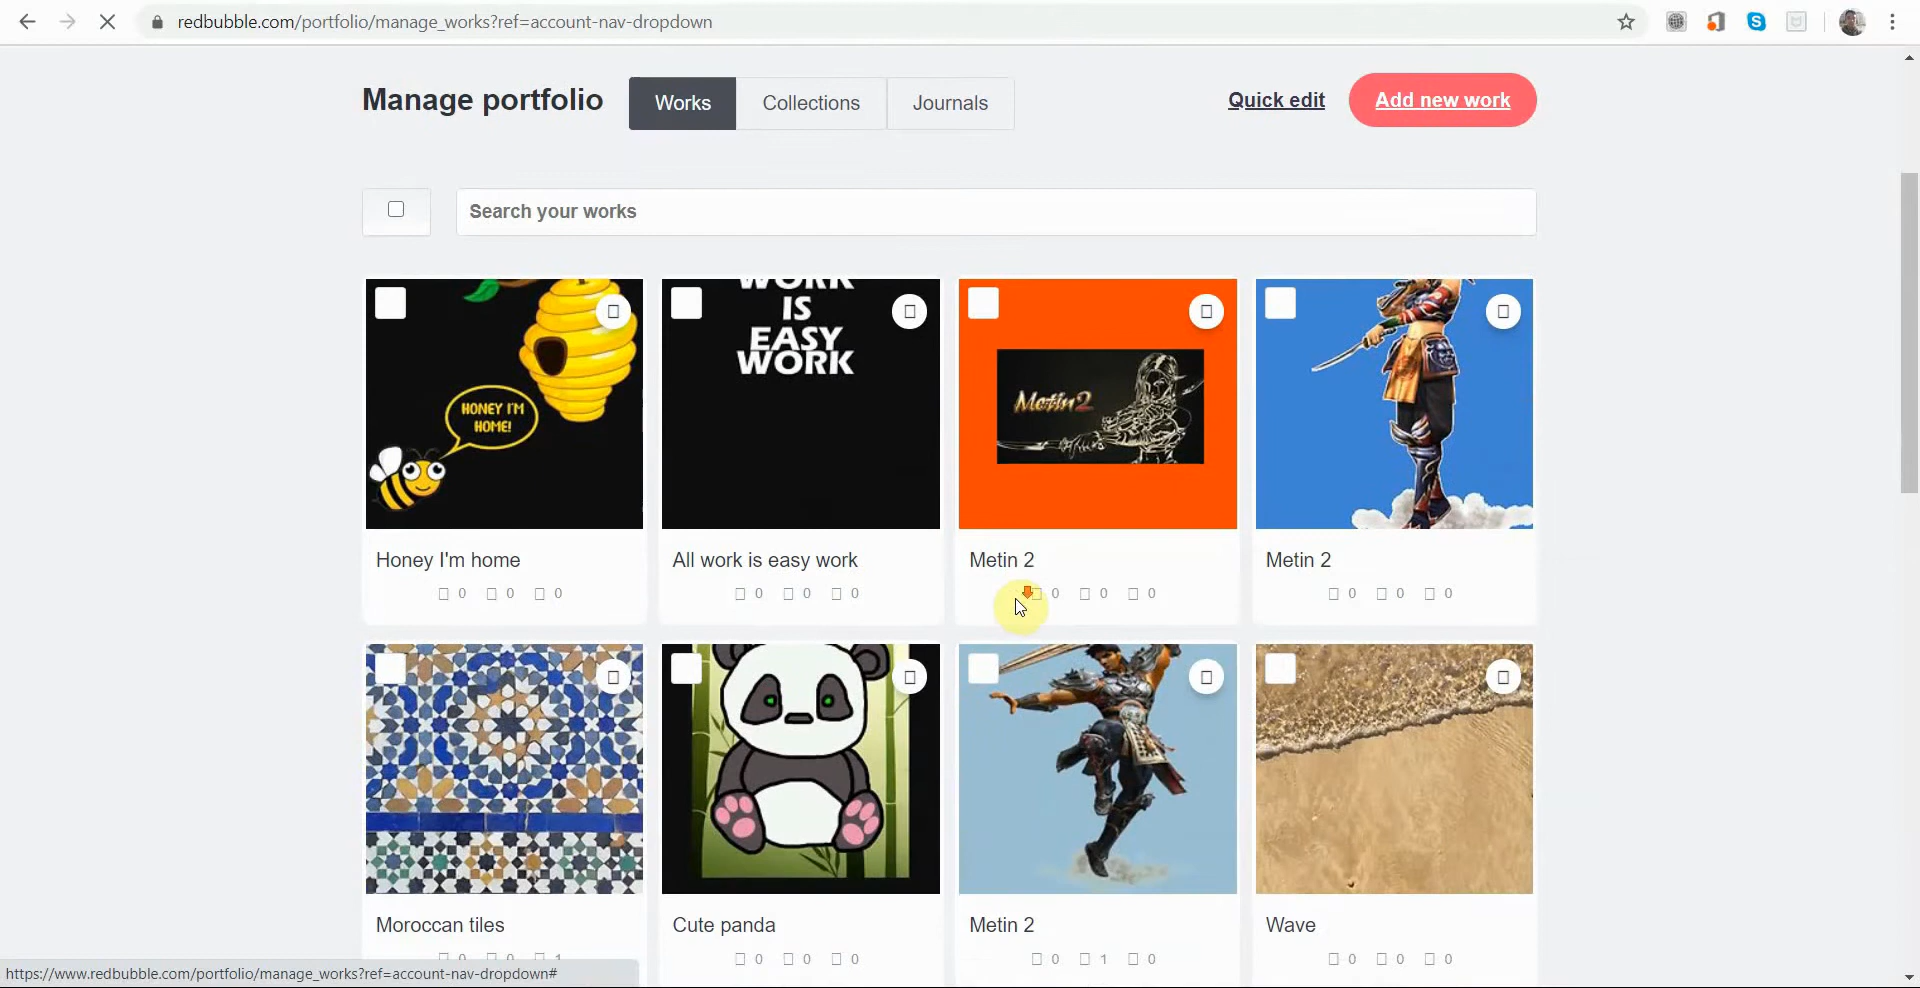 redbubble.com/portfolio/manage_works?ref=account-nav-dropdown
Manage portfolio
Works
Collections
Journals
Quick edit
Add new work
Search your works
HONEY I'M
HOME!
WORK
IS
EASY
WORK
Metin2
Honey I'm home
All work is easy work
Metin 2
Metin 2
0 0 0
0 0 0
0 0 0
0 0 0
Moroccan tiles
Cute panda
Metin 2
Wave
0 0 1
0 0 0
0 1 0
0 0 0
https://www.redbubble.com/portfolio/manage_works?ref=account-nav-dropdown#